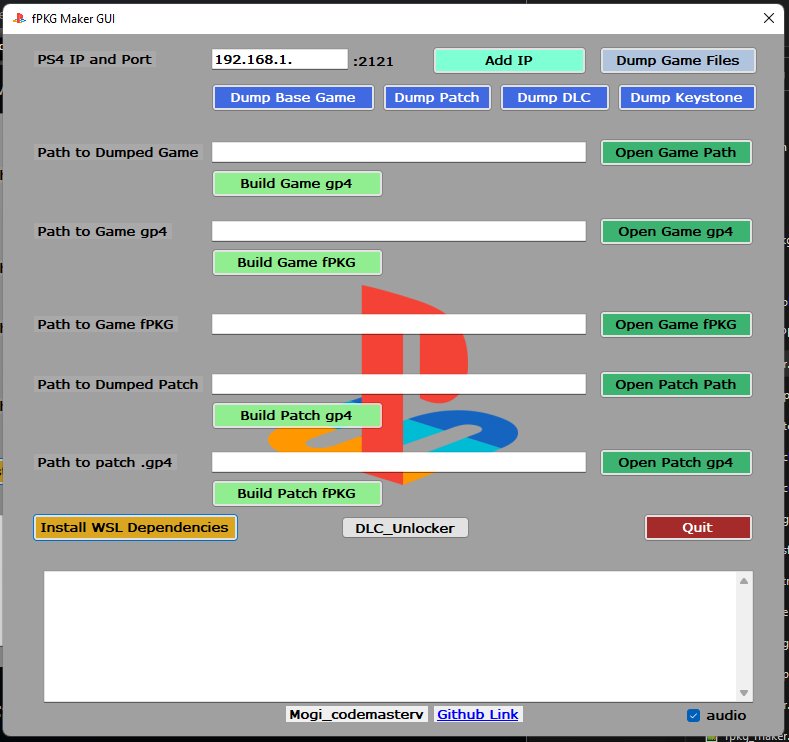 fPKG Maker GUI
PS4 IP and Port 192.168.1. :2121 Add IP Dump Game Files
Dump Base Game Dump Patch Dump DLC Dump Keystone
Path to Dumped Game Open Game Path
Build Game gp4
Path to Game gp4 Open Game gp4
Build Game fPKG
Path to Game fPKG Open Game fPKG
Path to Dumped Patch Open Patch Path
Build Patch gp4
Path to patch .gp4 Open Patch gp4
Build Patch fPKG
Install WSL Dependencies DLC_Unlocker Quit
Mogi_codemasterv Github Link audio